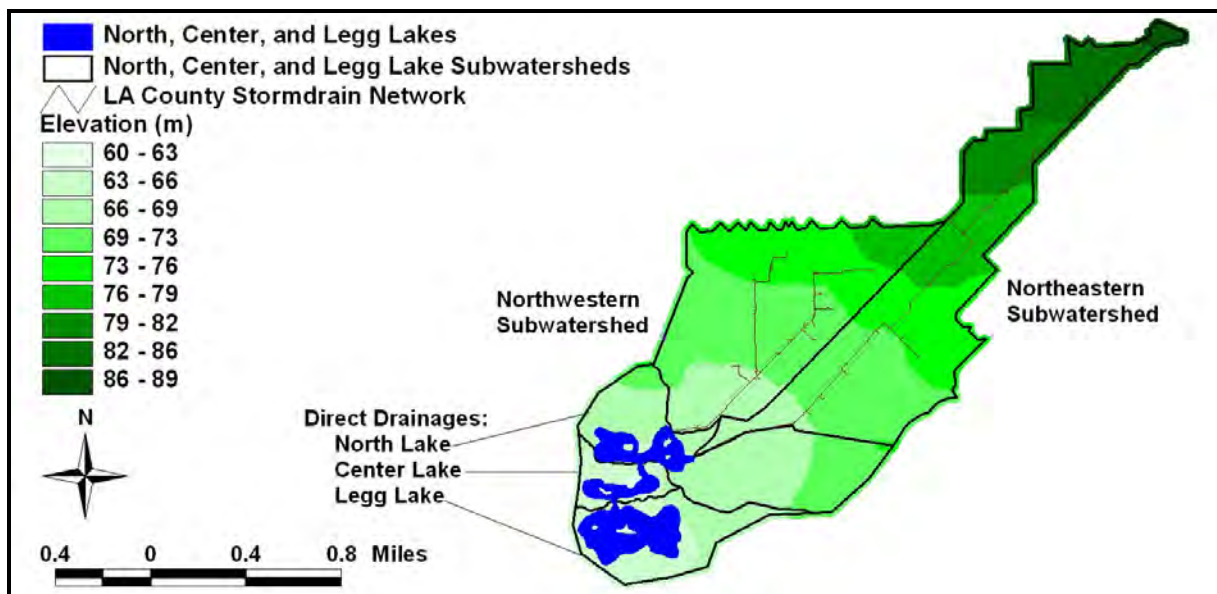 North, Center, and Legg Lakes
North, Center, and Legg Lake Subwatersheds
LA County Stormdrain Network
Elevation (m)
60 - 63
63 - 66
66 - 69
69 - 73
73 - 76
76 - 79
79 - 82
82 - 86
86 - 89
N
0.4 0 0.4 0.8 Miles
Northwestern
Subwatershed
Northeastern
Subwatershed
Direct Drainages:
North Lake
Center Lake
Legg Lake